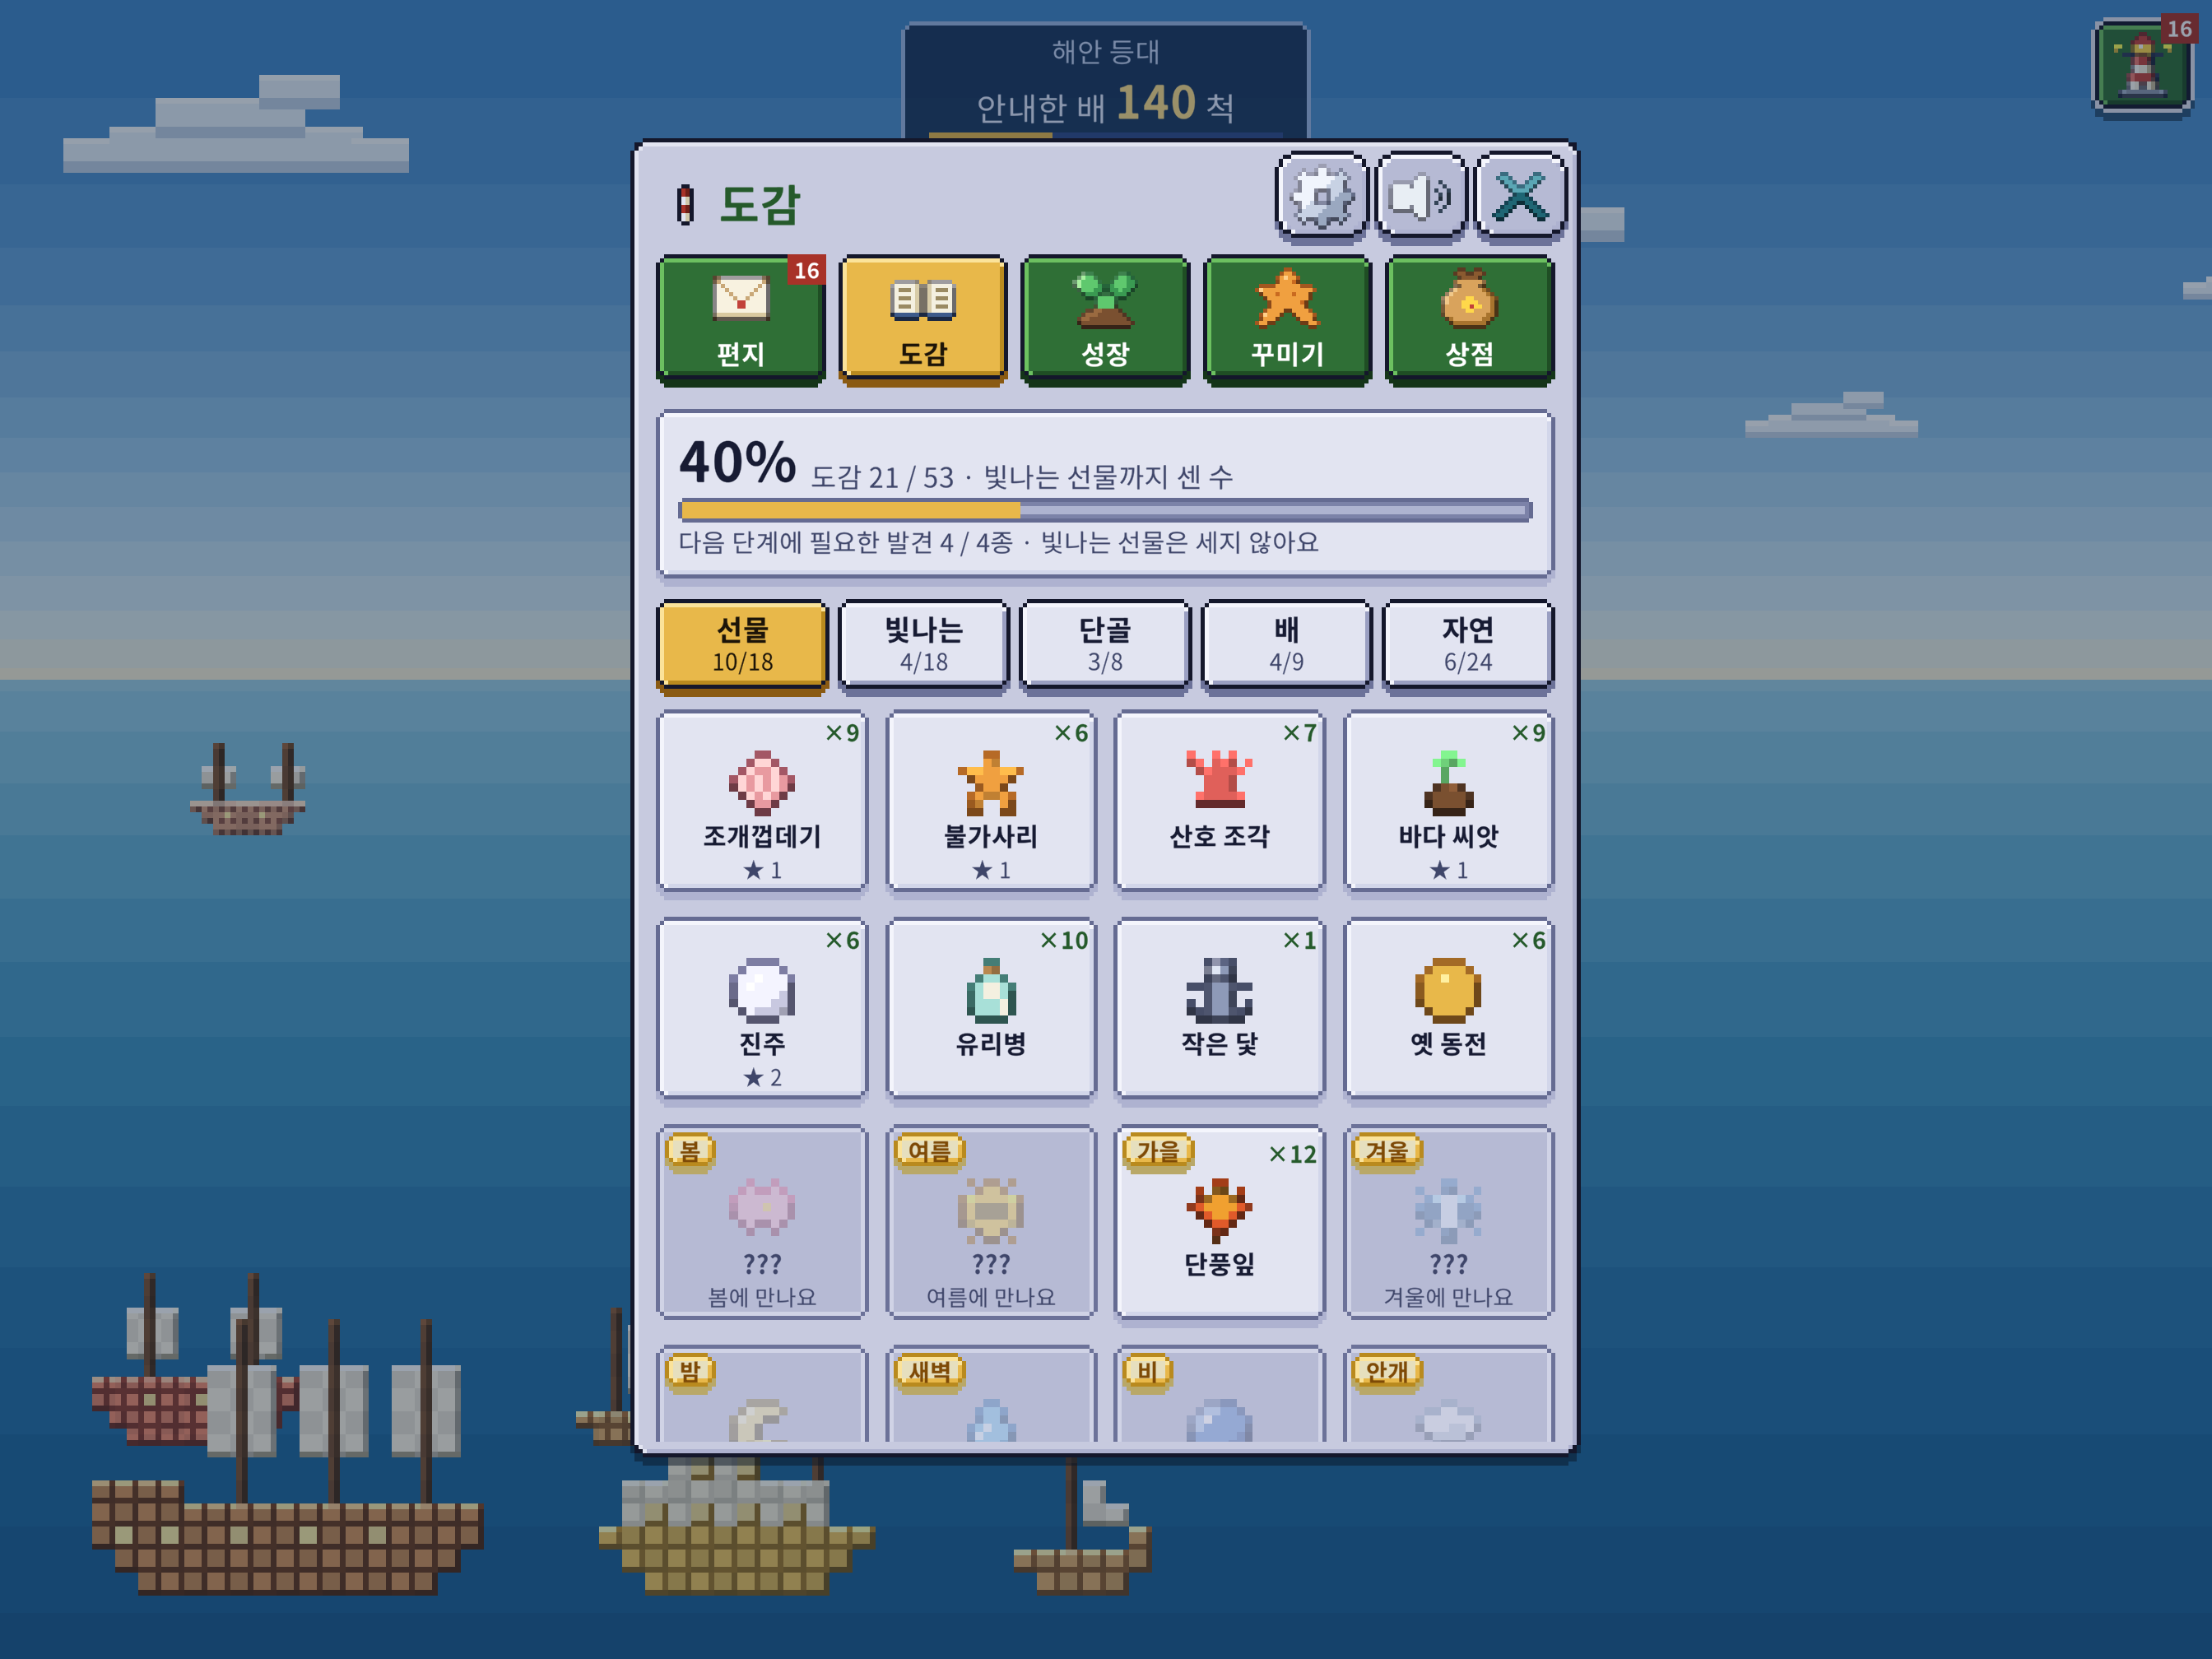 해안 등대
안내한 배 140 척
16
도감
16
편지
도감
성장
꾸미기
상점
40% 도감 21 / 53 · 빛나는 선물까지 센 수
다음 단계에 필요한 발견 4 / 4종 · 빛나는 선물은 세지 않아요
선물
10/18
빛나는
4/18
단골
3/8
배
4/9
자연
6/24
×9
조개껍데기
★ 1
×6
불가사리
★ 1
×7
산호 조각
×9
바다 씨앗
★ 1
×6
진주
★ 2
×10
유리병
×1
작은 닻
×6
옛 동전
봄
???
봄에 만나요
여름
???
여름에 만나요
가을
×12
단풍잎
겨울
???
겨울에 만나요
밤
새벽
비
안개